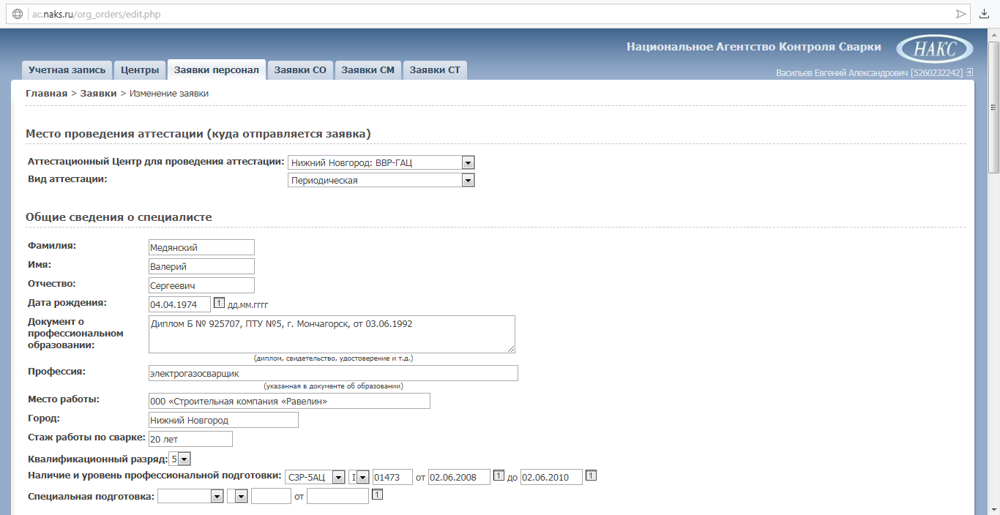 ac.naks.ru/org_orders/edit.php
Национальное Агентство Контроля Сварки
НАКС
Учетная запись Центры Заявки персонал Заявки СО Заявки СМ Заявки СТ
Васильев Евгений Александрович [5260232242]
Главная > Заявки > Изменение заявки
Место проведения аттестации (куда отправляется заявка)
Аттестационный Центр для проведения аттестации: Нижний Новгород: ВВР-ГАЦ
Вид аттестации: Периодическая
Общие сведения о специалисте
Фамилия: Медянский
Имя: Валерий
Отчество: Сергеевич
Дата рождения: 04.04.1974 1 дд.мм.гггг
Документ о
профессиональном
образовании:
Диплом Б № 925707, ПТУ №5, г. Мончагорск, от 03.06.1992
(диплом, свидетельство, удостоверение и т.д.)
Профессия: электрогазосварщик
(указанная в документе об образовании)
Место работы: 000 «Строительная компания «Равелин»
Город: Нижний Новгород
Стаж работы по сварке: 20 лет
Квалификационный разряд: 5
Наличие и уровень профессиональной подготовки: СЗР-5АЦ I 01473 от 02.06.2008 1 до 02.06.2010 1
Специальная подготовка: от 1